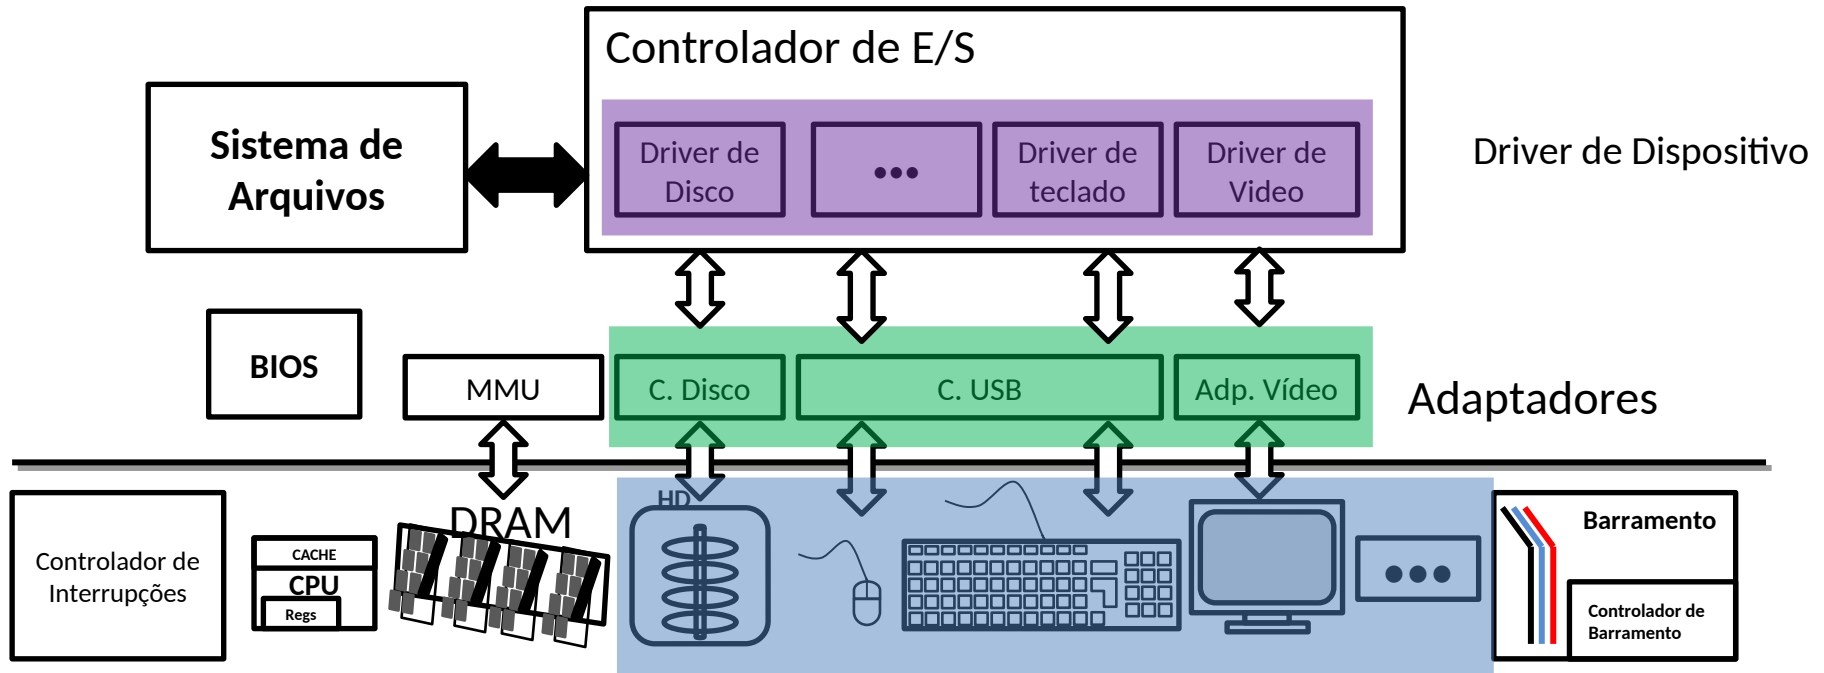 Controlador de E/S
Sistema de
Arquivos
Driver de
Disco
•••
Driver de
teclado
Driver de
Video
Driver de Dispositivo
BIOS
MMU
C. Disco
C. USB
Adp. Vídeo
Adaptadores
Controlador de
Interrupções
CACHE
CPU
Regs
DRAM
HD
•••
Barramento
Controlador de
Barramento